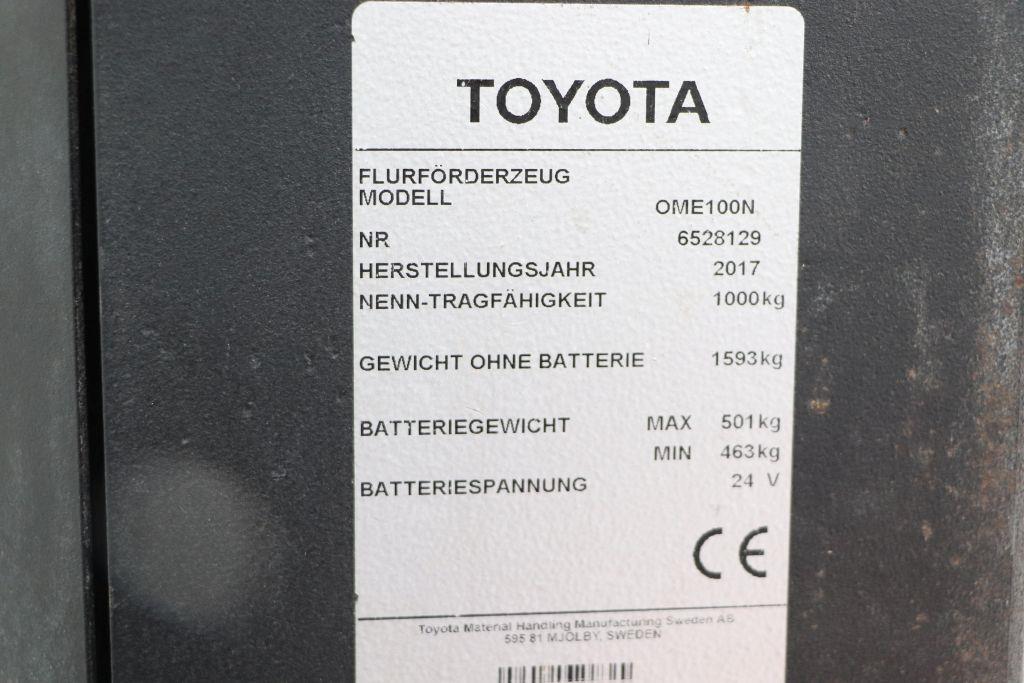 TOYOTA
FLURFÖRDERZEUG
MODELL OME100N
NR 6528129
HERSTELLUNGSJAHR 2017
NENN-TRAGFÄHIGKEIT 1000kg
GEWICHT OHNE BATTERIE 1593kg
BATTERIEGEWICHT MAX 501kg
MIN 463kg
BATTERIESPANNUNG 24 V
CE
Toyota Material Handling Manufacturing Sweden AB
595 81 MJÖLBY, SWEDEN